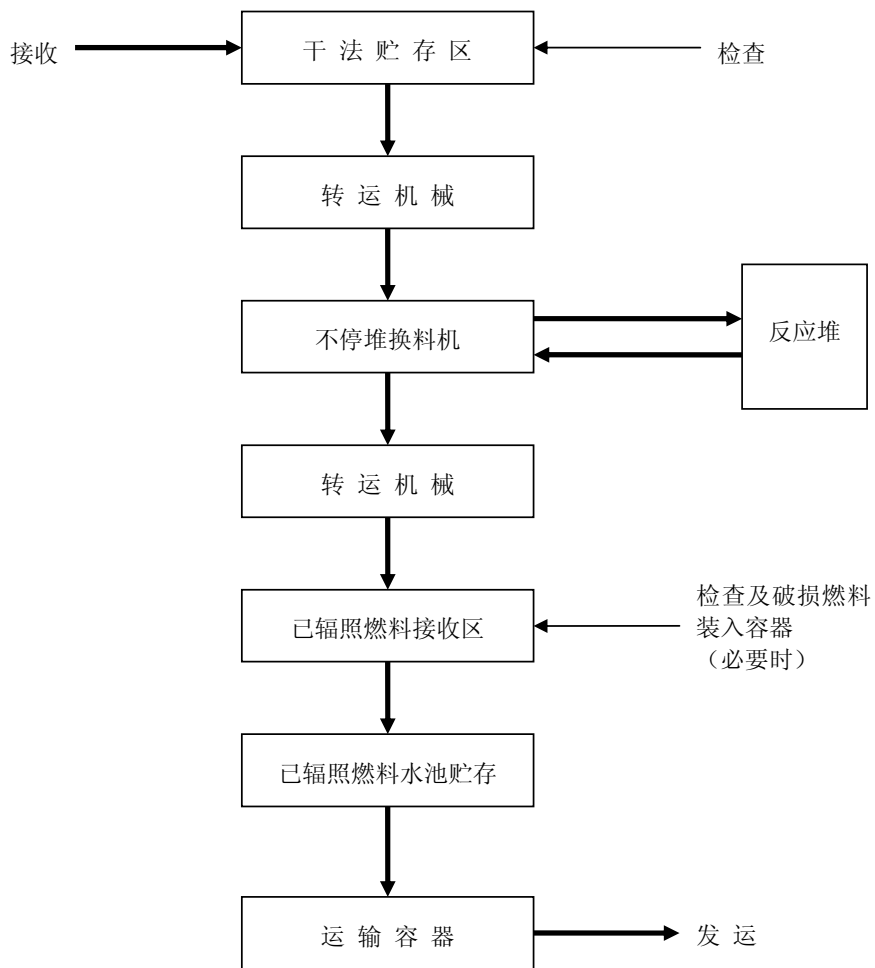 接收
干法贮存区
检查
转运机械
不停堆换料机
反应堆
转运机械
已辐照燃料接收区
检查及破损燃料
装入容器
（必要时）
已辐照燃料水池贮存
运输容器
发运